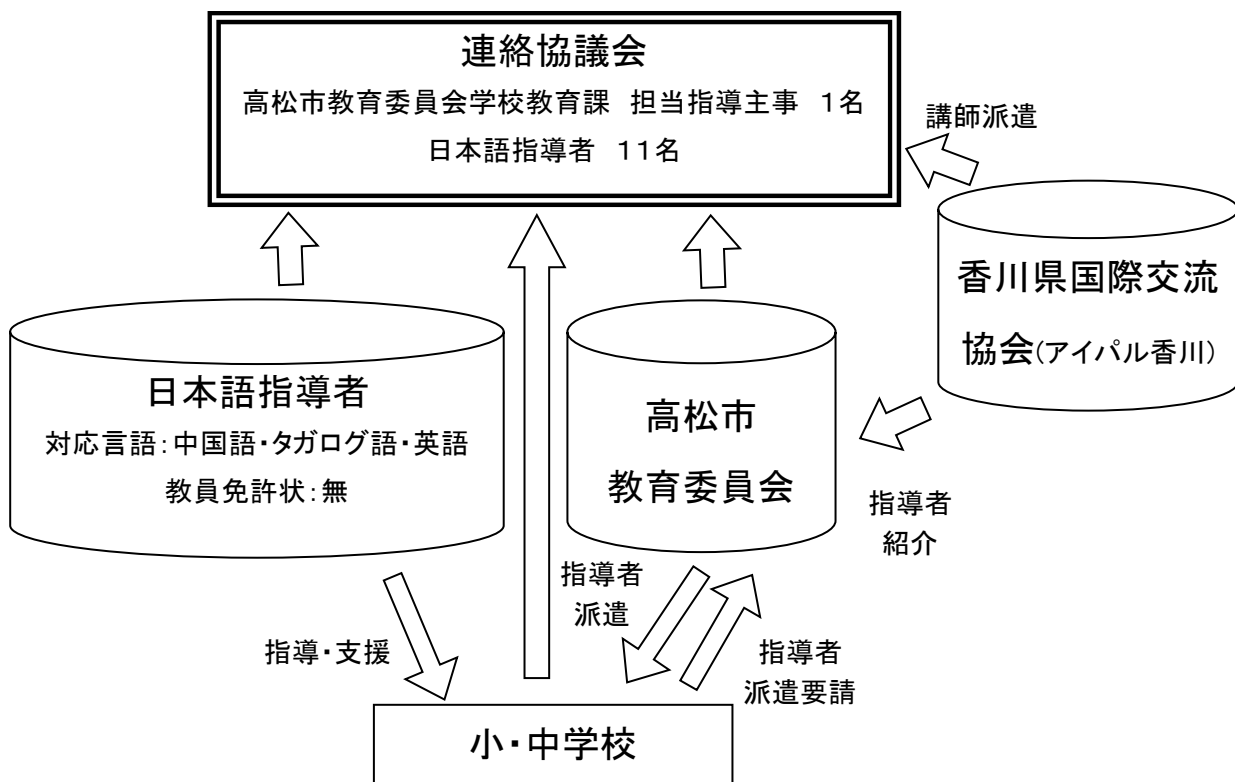 連絡協議会
高松市教育委員会学校教育課　担当指導主事　1名
日本語指導者　11名
講師派遣
香川県国際交流
協会(アイパル香川)
日本語指導者
対応言語:中国語・タガログ語・英語
教員免許状:無
高松市
教育委員会
指導者
紹介
指導者
派遣
指導・支援
指導者
派遣要請
小・中学校